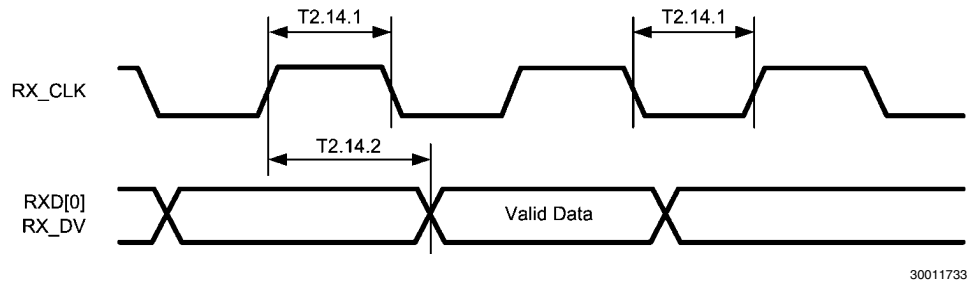 T2.14.1
T2.14.1
RX_CLK
T2.14.2
RXD[0]
RX_DV
Valid Data
30011733